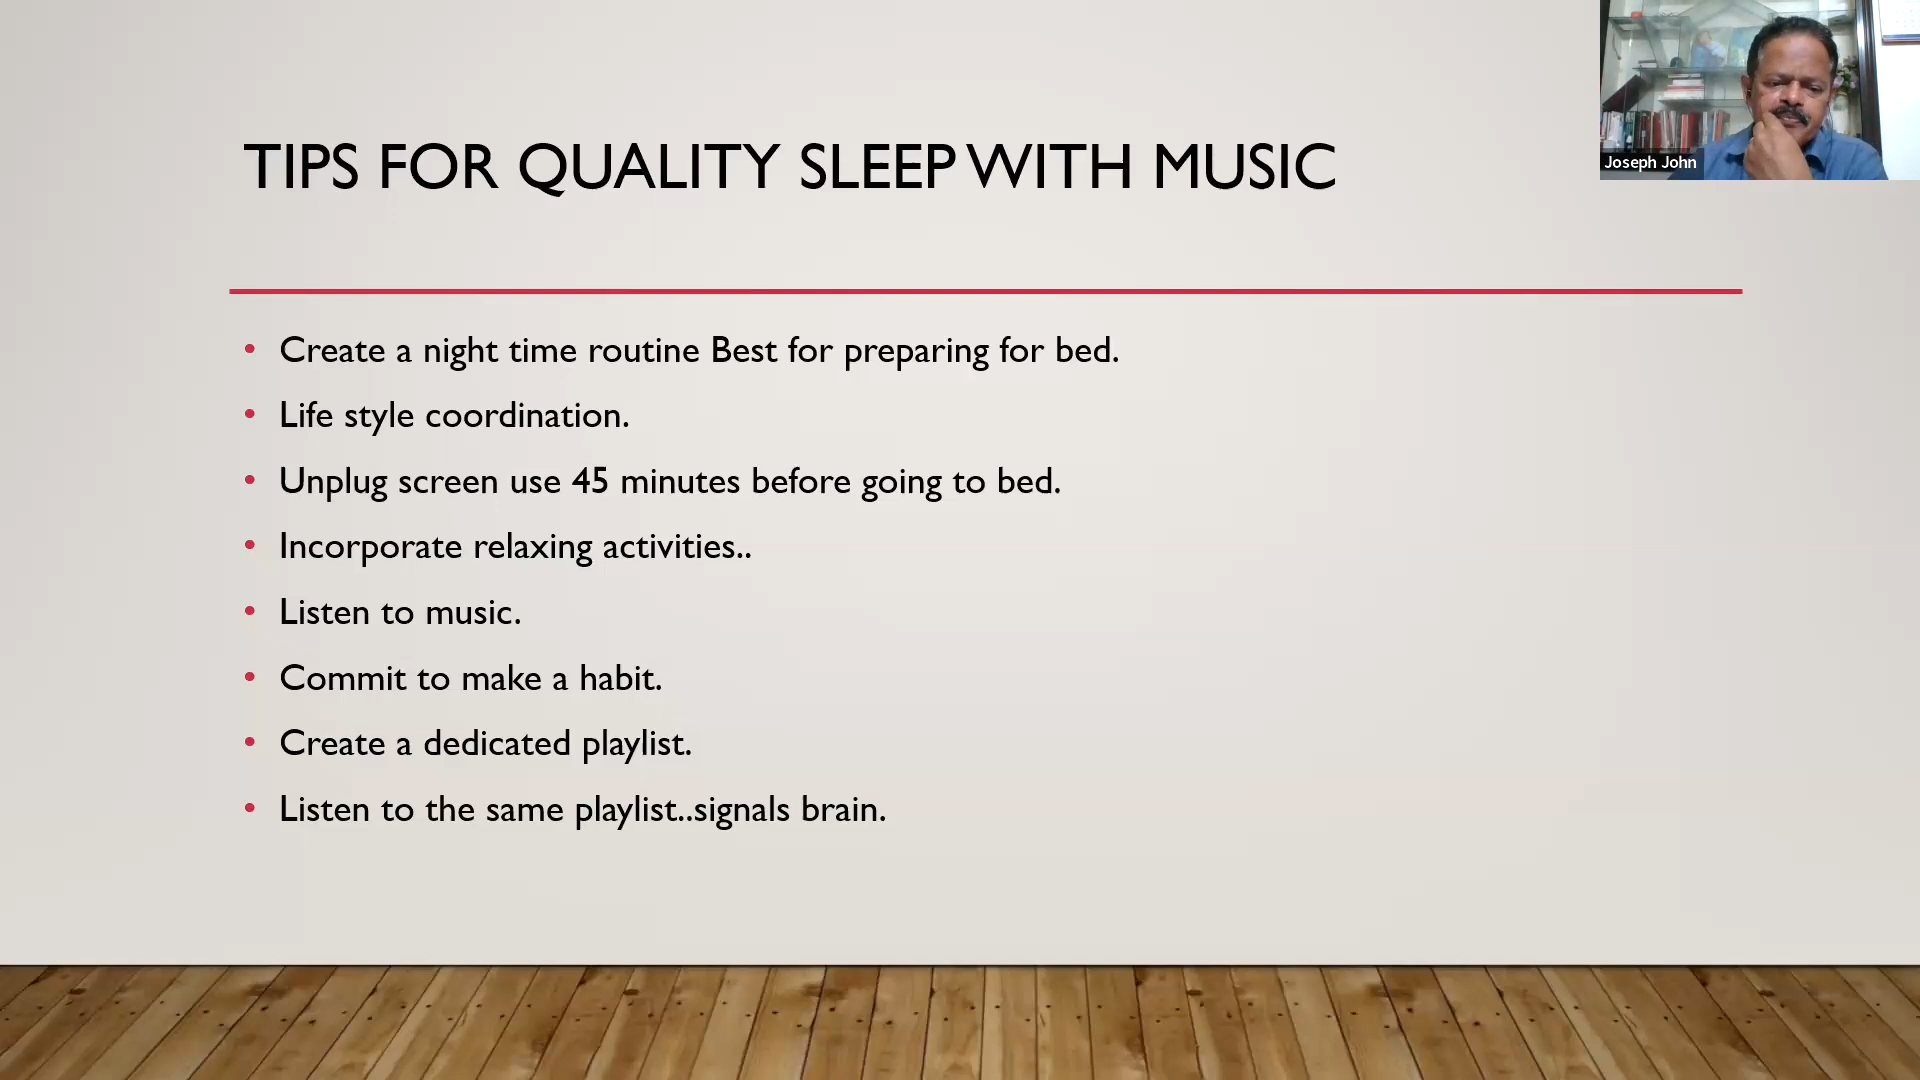 TIPS FOR QUALITY SLEEP WITH MUSIC
Joseph John
• Create a night time routine Best for preparing for bed.
• Life style coordination.
• Unplug screen use 45 minutes before going to bed.
• Incorporate relaxing activities..
• Listen to music.
• Commit to make a habit.
• Create a dedicated playlist.
• Listen to the same playlist..signals brain.